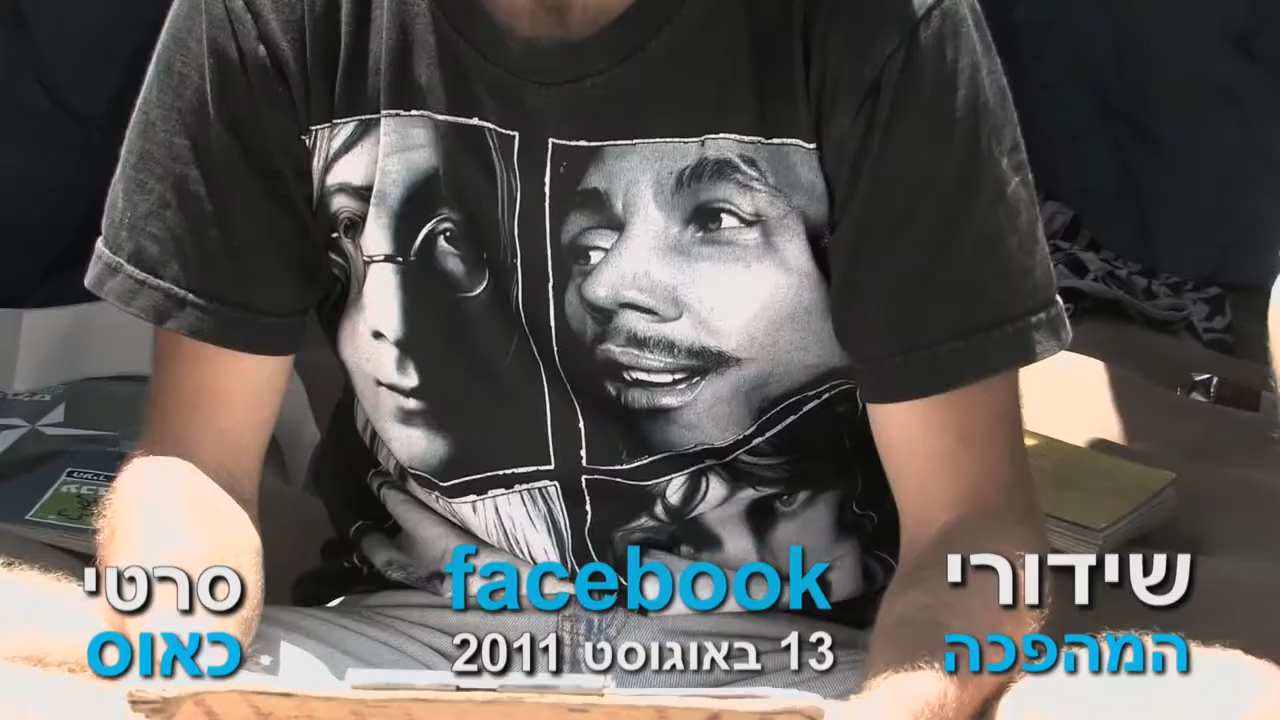 שידורי
המהפכה
facebook
13 באוגוסט 2011
סרטי
כאוס